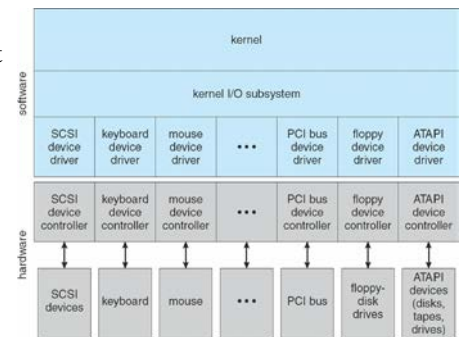 kernel
kernel I/O subsystem
SCSI
device
driver
keyboard
device
driver
mouse
device
driver
•••
PCI bus
device
driver
floppy
device
driver
ATAPI
device
driver
software
SCSI
device
controller
keyboard
device
controller
mouse
device
controller
•••
PCI bus
device
controller
floppy
device
controller
ATAPI
device
controller
hardware
SCSI
devices
keyboard
mouse
•••
PCI bus
floppy-
disk
drives
ATAPI
devices
(disks,
tapes,
drives)
t